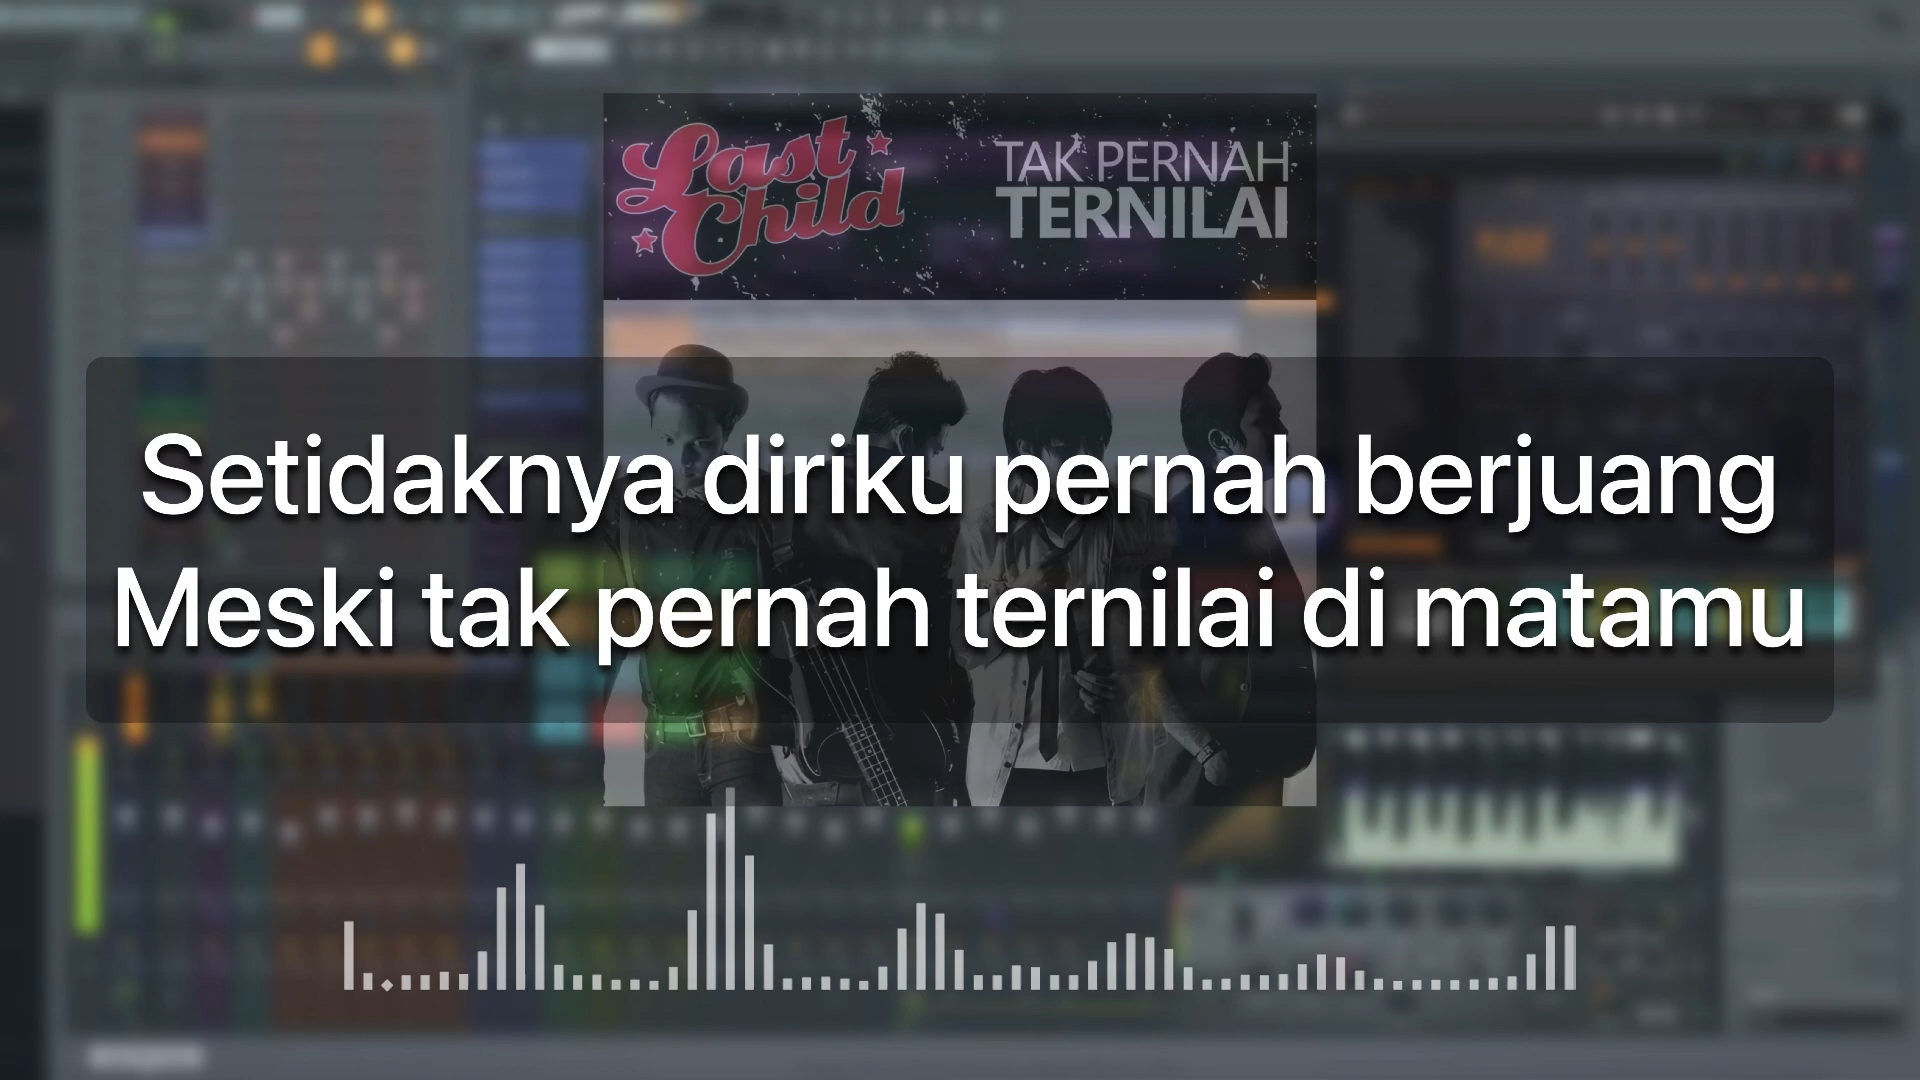 Last
Child
TAK PERNAH
TERNILAI
Setidaknya diriku pernah berjuang
Meski tak pernah ternilai di matamu